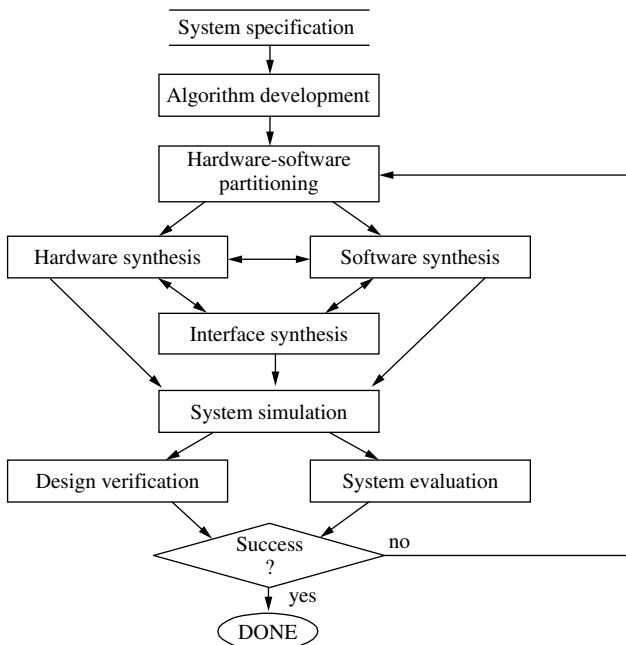 System specification
Algorithm development
Hardware-software
partitioning
Hardware synthesis
Software synthesis
Interface synthesis
System simulation
Design verification
System evaluation
Success
?
no
yes
DONE